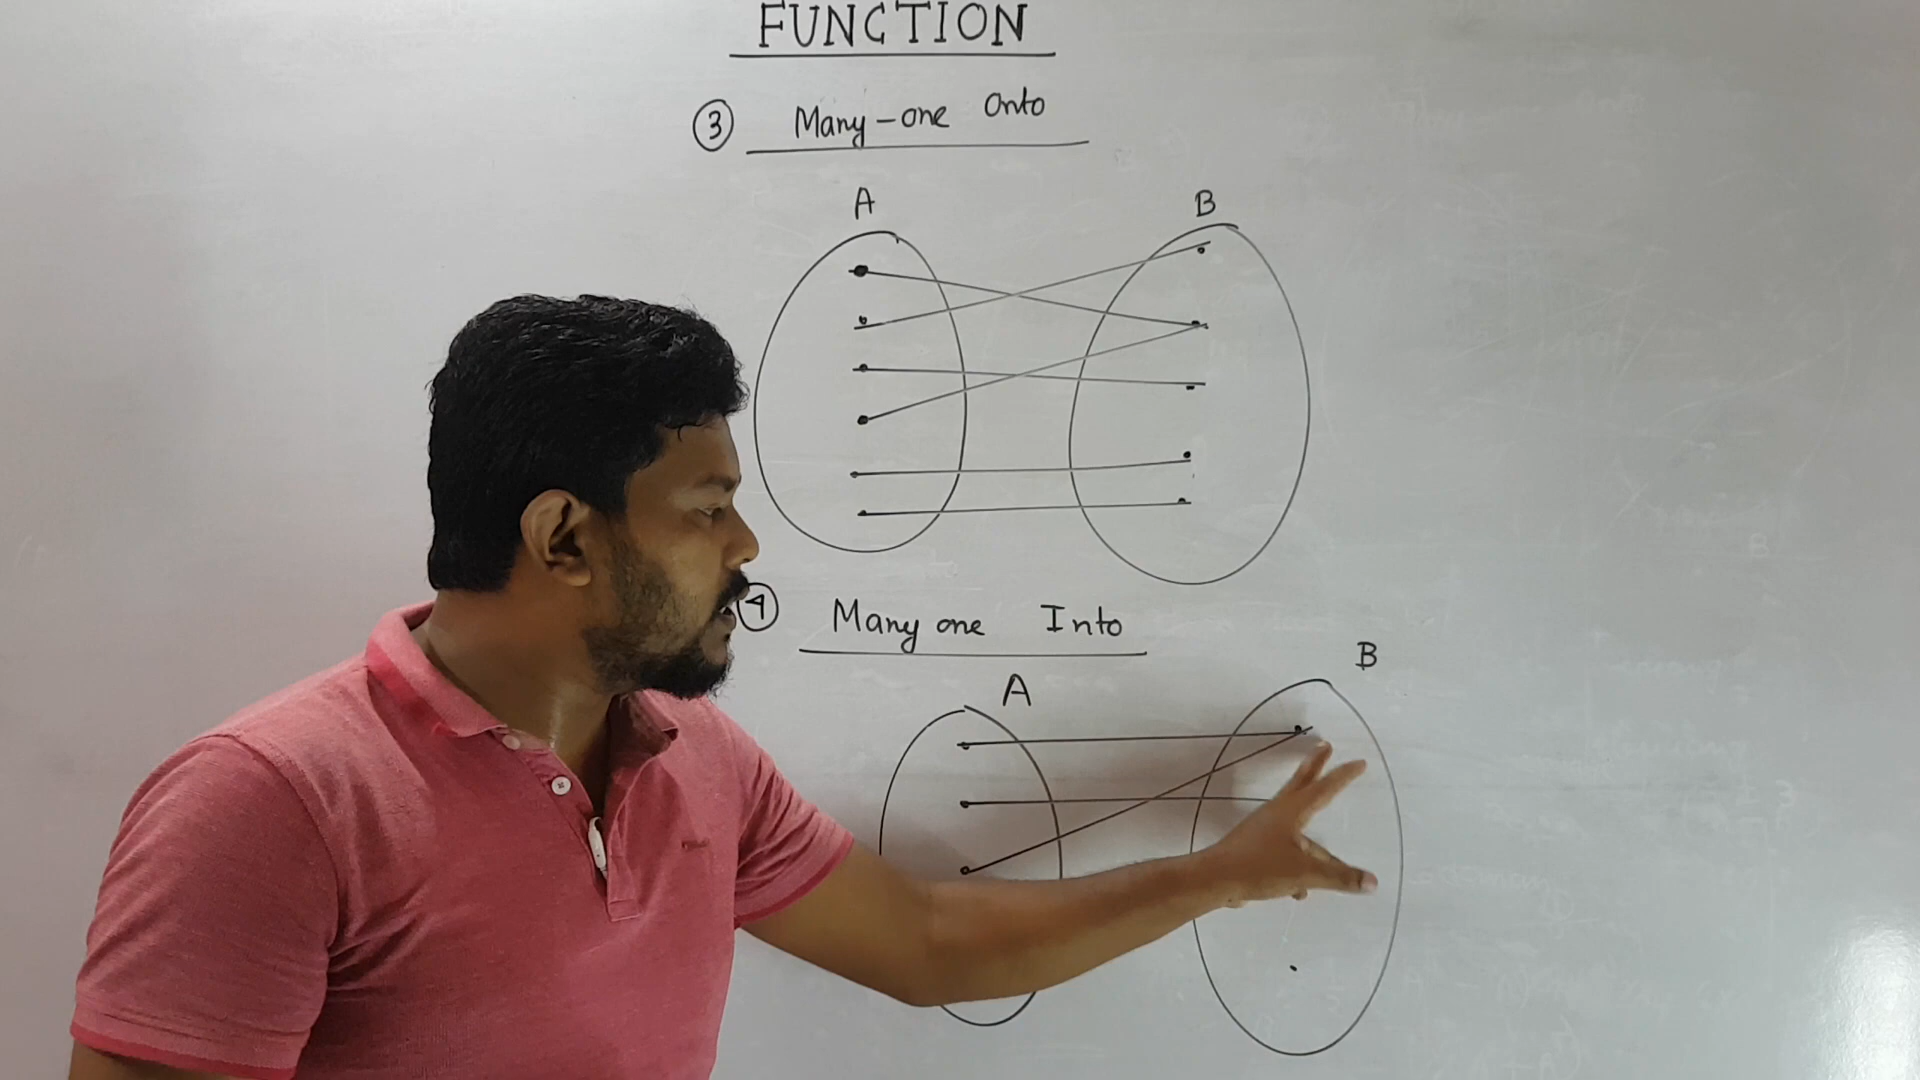 FUNCTION
③ Many-one Onto
A B
④ Many one Into
A B